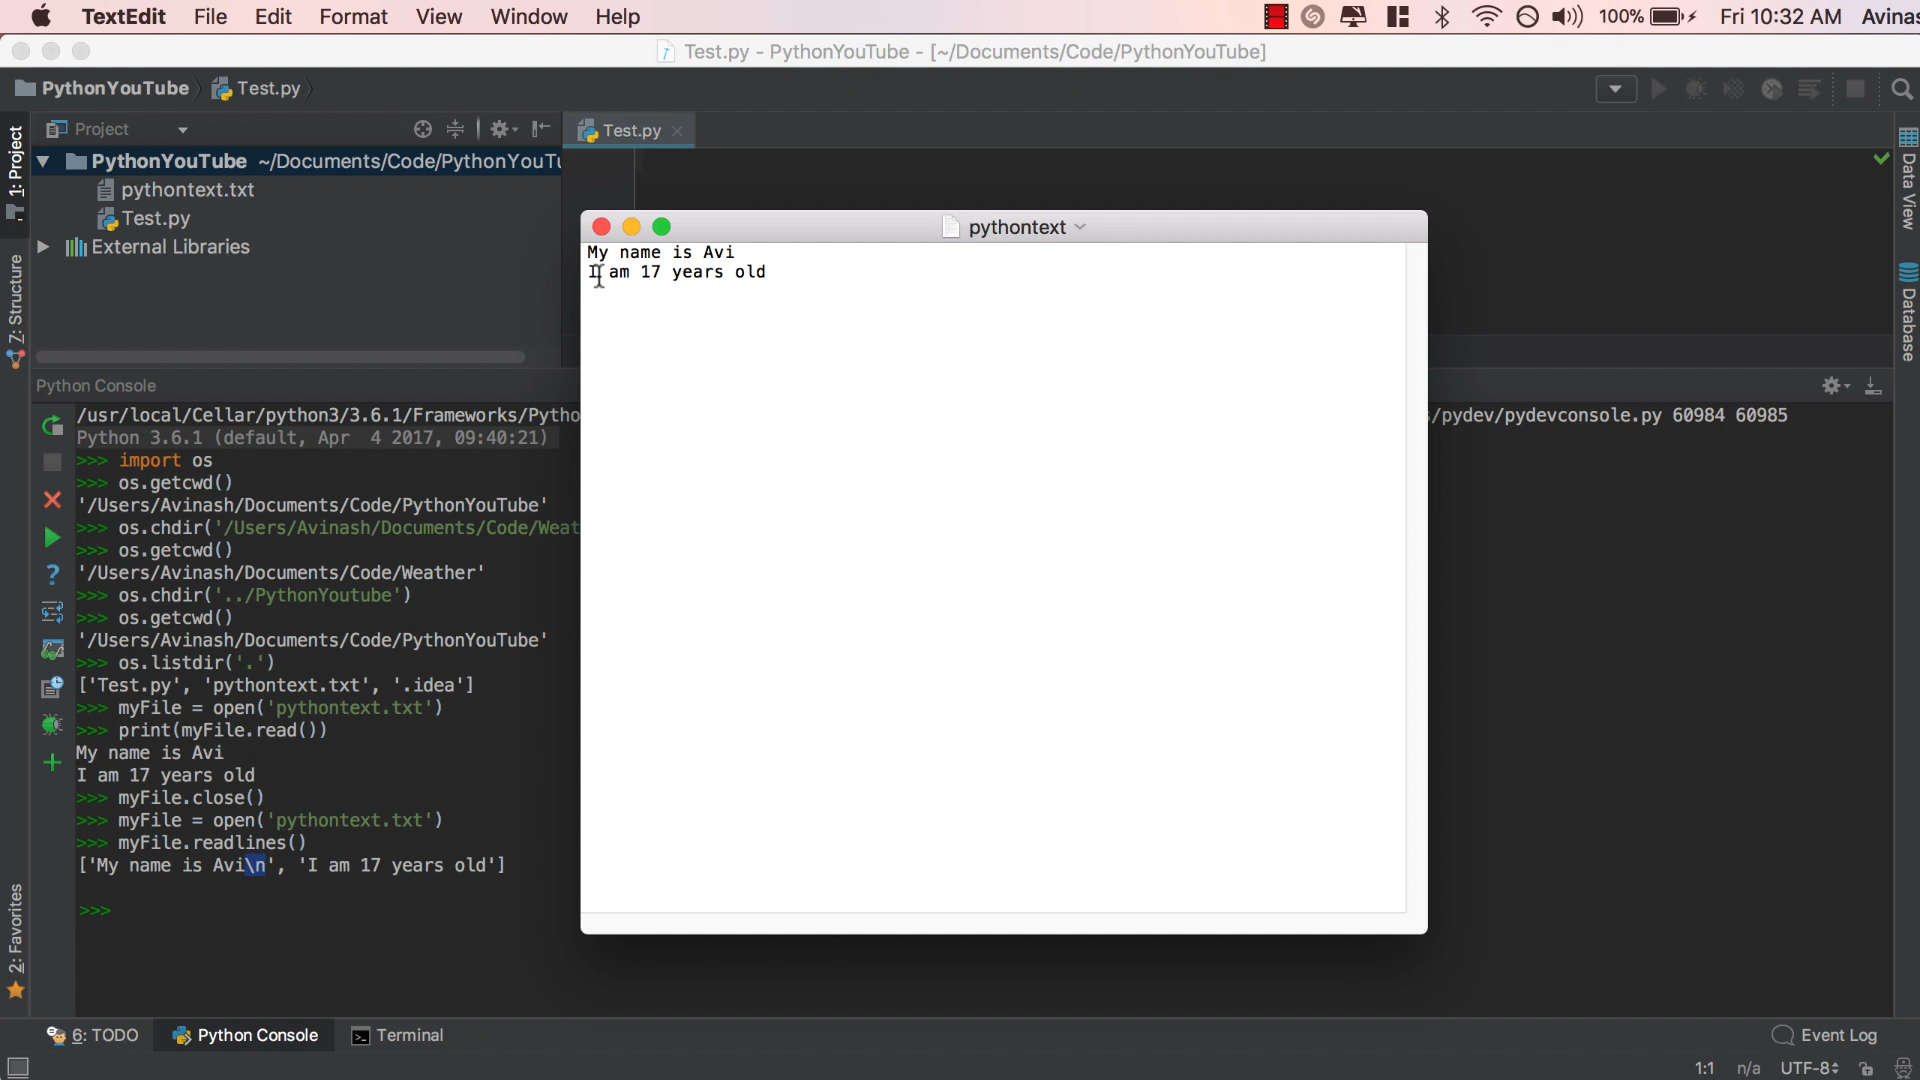 TextEdit File Edit Format View Window Help 100% Fri 10:32 AM Avinas
Test.py - PythonYouTube - [~/Documents/Code/PythonYouTube]
PythonYouTube Test.py
1: Project
Project
Test.py
PythonYouTube ~/Documents/Code/PythonYouTu
pythontext.txt
Test.py
External Libraries
Z: Structure
Data View
Database
pythontext
My name is Avi
I am 17 years old
Python Console
/usr/local/Cellar/python3/3.6.1/Frameworks/Pytho
/pydev/pydevconsole.py 60984 60985
Python 3.6.1 (default, Apr  4 2017, 09:40:21)
>>> import os
>>> os.getcwd()
'/Users/Avinash/Documents/Code/PythonYouTube'
>>> os.chdir('/Users/Avinash/Documents/Code/Weat
>>> os.getcwd()
'/Users/Avinash/Documents/Code/Weather'
>>> os.chdir('../PythonYoutube')
>>> os.getcwd()
'/Users/Avinash/Documents/Code/PythonYouTube'
>>> os.listdir('.')
['Test.py', 'pythontext.txt', '.idea']
>>> myFile = open('pythontext.txt')
>>> print(myFile.read())
My name is Avi
I am 17 years old
>>> myFile.close()
>>> myFile = open('pythontext.txt')
>>> myFile.readlines()
['My name is Avi\n', 'I am 17 years old']
>>>
2: Favorites
6: TODO Python Console Terminal Event Log
1:1 n/a UTF-8